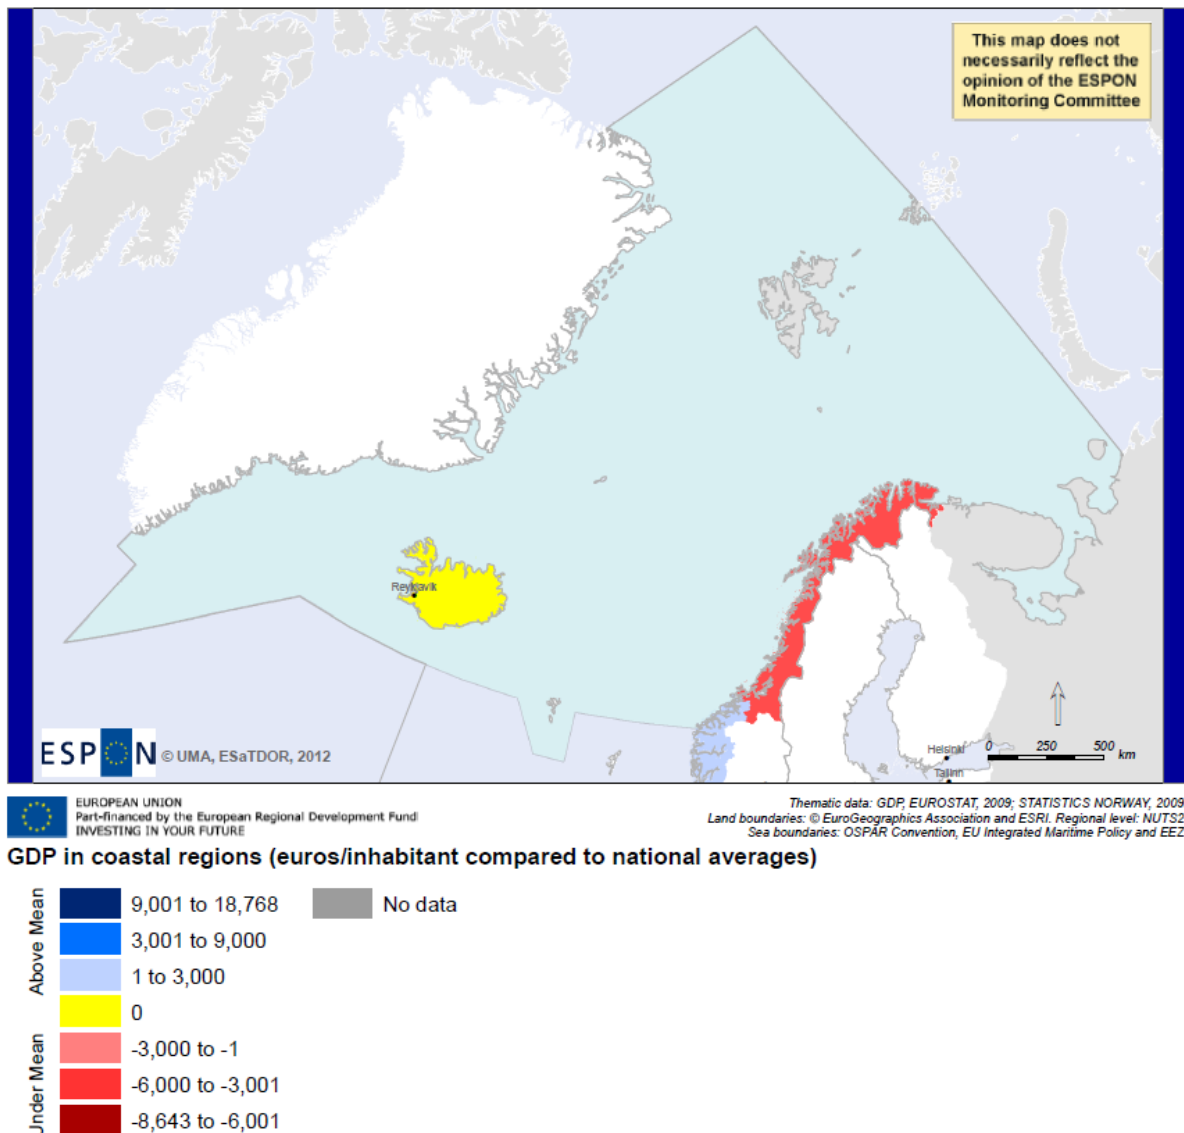 This map does not
necessarily reflect the
opinion of the ESPON
Monitoring Committee
Reykjavik
Helsinki
Tallinn
0 250 500 km
ESPON © UMA, ESaTDOR, 2012
EUROPEAN UNION
Part-financed by the European Regional Development Fund
INVESTING IN YOUR FUTURE
Thematic data: GDP, EUROSTAT, 2009; STATISTICS NORWAY, 2009
Land boundaries: © EuroGeographics Association and ESRI. Regional level: NUTS2
Sea boundaries: OSPAR Convention, EU Integrated Maritime Policy and EEZ
GDP in coastal regions (euros/inhabitant compared to national averages)
Above Mean
9,001 to 18,768
No data
3,001 to 9,000
1 to 3,000
0
Under Mean
-3,000 to -1
-6,000 to -3,001
-8,643 to -6,001